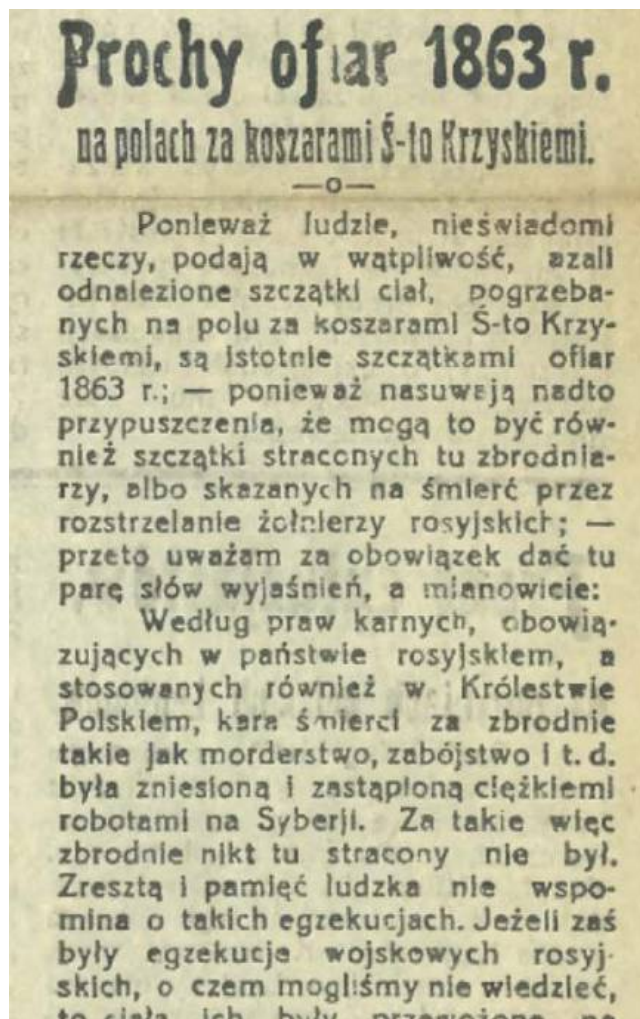 Prochy ofiar 1863 r.
na polach za koszarami Ś-to Krzyskiemi.
—o—
Ponieważ ludzie, nieświadomi
rzeczy, podają w wątpliwość, azali
odnalezione szczątki ciał, pogrzeba-
nych na polu za koszarami Ś-to Krzy-
skiemi, są istotnie szczątkami ofiar
1863 r.; — ponieważ nasuwają nadto
przypuszczenia, że mogą to być rów-
nież szczątki straconych tu zbrodnia-
rzy, albo skazanych na śmierć przez
rozstrzelanie żołnierzy rosyjskich; —
przeto uważam za obowiązek dać tu
parę słów wyjaśnień, a mianowicie:
Według praw karnych, obowią-
zujących w państwie rosyjskiem, a
stosowanych również w Królestwie
Polskiem, kara śmierci za zbrodnie
takie jak morderstwo, zabójstwo i t. d.
była zniesioną i zastąpioną ciężkiemi
robotami na Syberji. Za takie więc
zbrodnie nikt tu stracony nie był.
Zresztą i pamięć ludzka nie wspo-
mina o takich egzekucjach. Jeżeli zaś
były egzekucje wojskowych rosyj-
skich, o czem mogliśmy nie wiedzieć,
to ciała ich były przewożone na